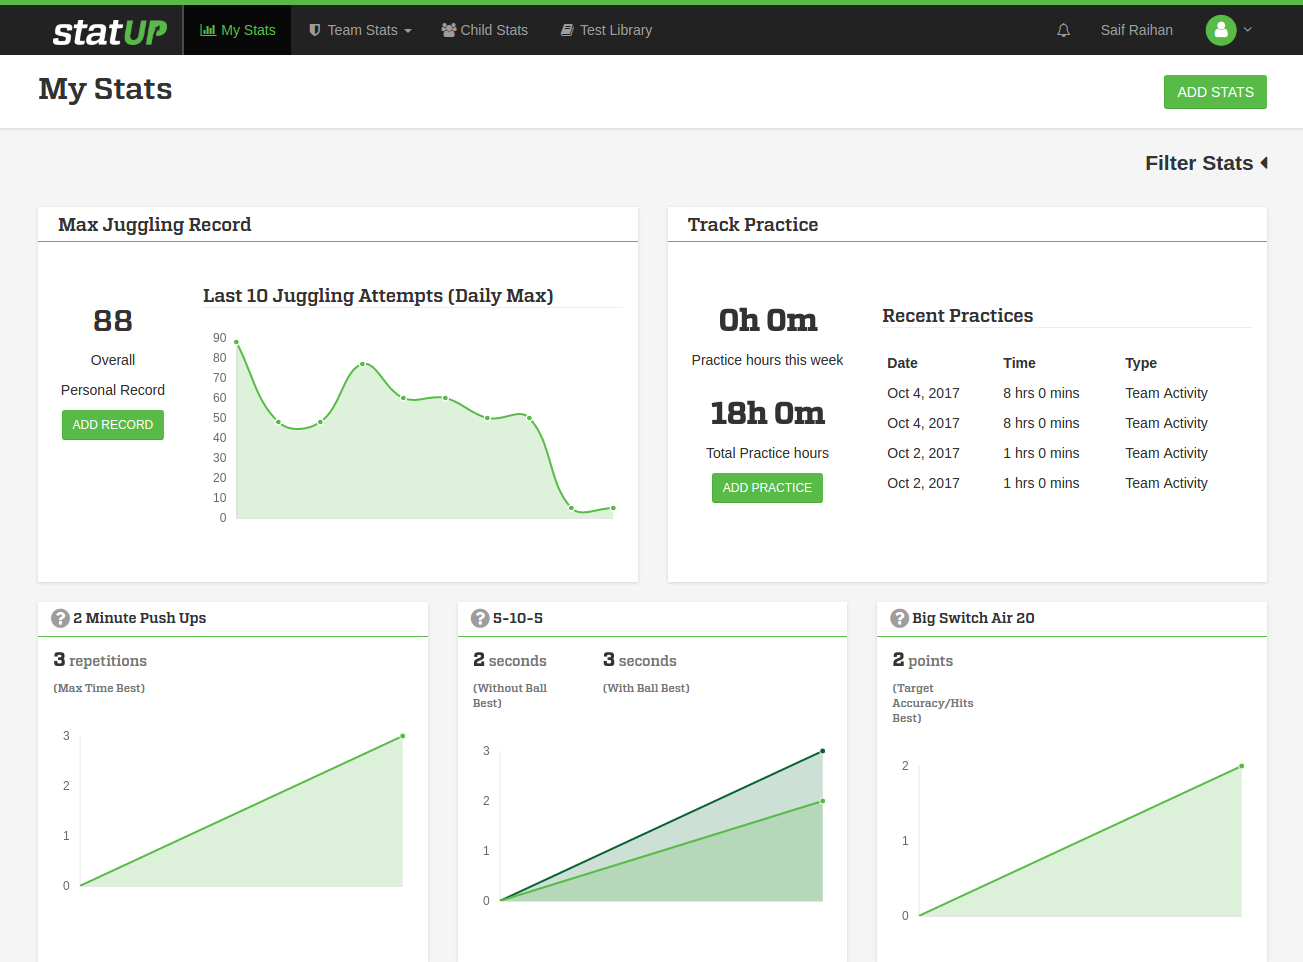 statUP My Stats Team Stats Child Stats Test Library Saif Raihan
My Stats
ADD STATS
Filter Stats
Max Juggling Record
88
Overall
Personal Record
ADD RECORD
Last 10 Juggling Attempts (Daily Max)
90
80
70
60
50
40
30
20
10
0
Track Practice
0h 0m
Practice hours this week
18h 0m
Total Practice hours
ADD PRACTICE
Recent Practices
Date Time Type
Oct 4, 2017 8 hrs 0 mins Team Activity
Oct 4, 2017 8 hrs 0 mins Team Activity
Oct 2, 2017 1 hrs 0 mins Team Activity
Oct 2, 2017 1 hrs 0 mins Team Activity
? 2 Minute Push Ups
3 repetitions
(Max Time Best)
3
2
1
0
? 5-10-5
2 seconds
(Without Ball
Best)
3 seconds
(With Ball Best)
3
2
1
0
? Big Switch Air 20
2 points
(Target
Accuracy/Hits
Best)
2
1
0